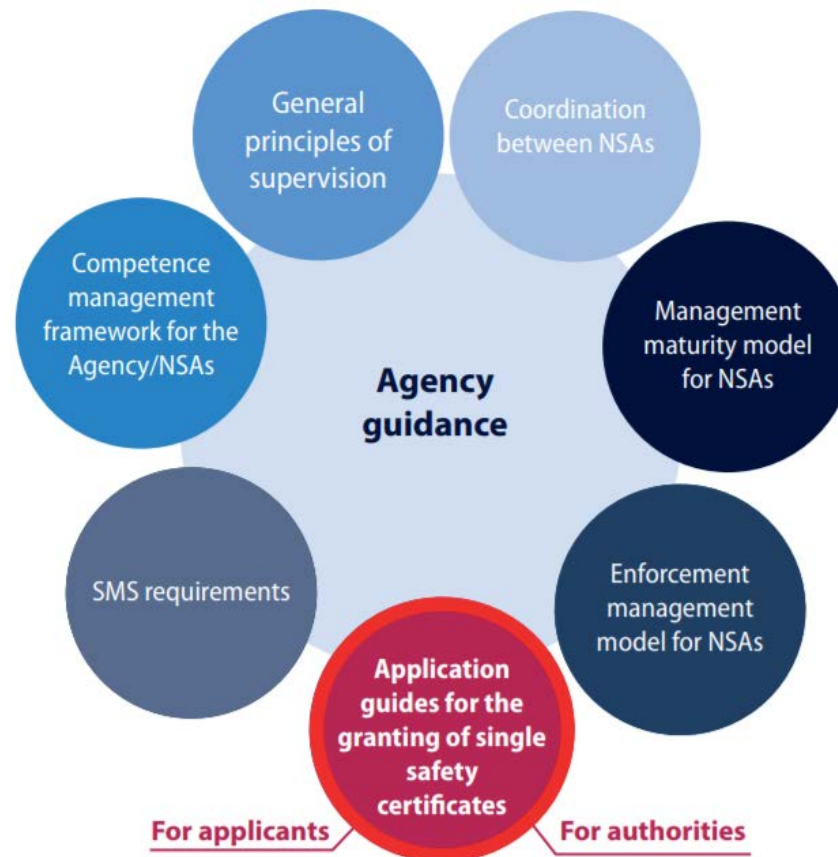 General
principles of
supervision
Coordination
between NSAs
Competence
management
framework for the
Agency/NSAs
Management
maturity model
for NSAs
Agency
guidance
SMS requirements
Enforcement
management
model for NSAs
Application
guides for the
granting of single
safety
certificates
For applicants
For authorities